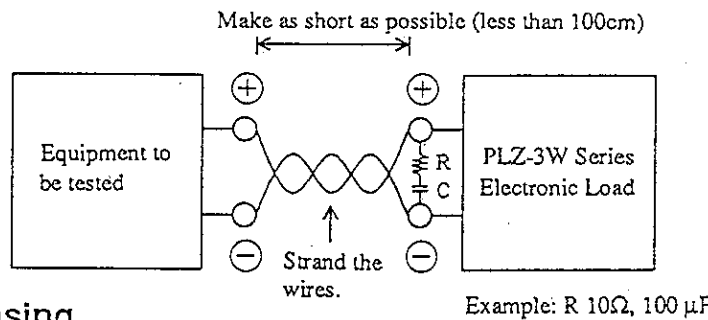 Make as short as possible (less than 100cm)
+
+
Equipment to
be tested
R
C
PLZ-3W Series
Electronic Load
−
−
Strand the
wires.
Example: R 10Ω, 100 µF